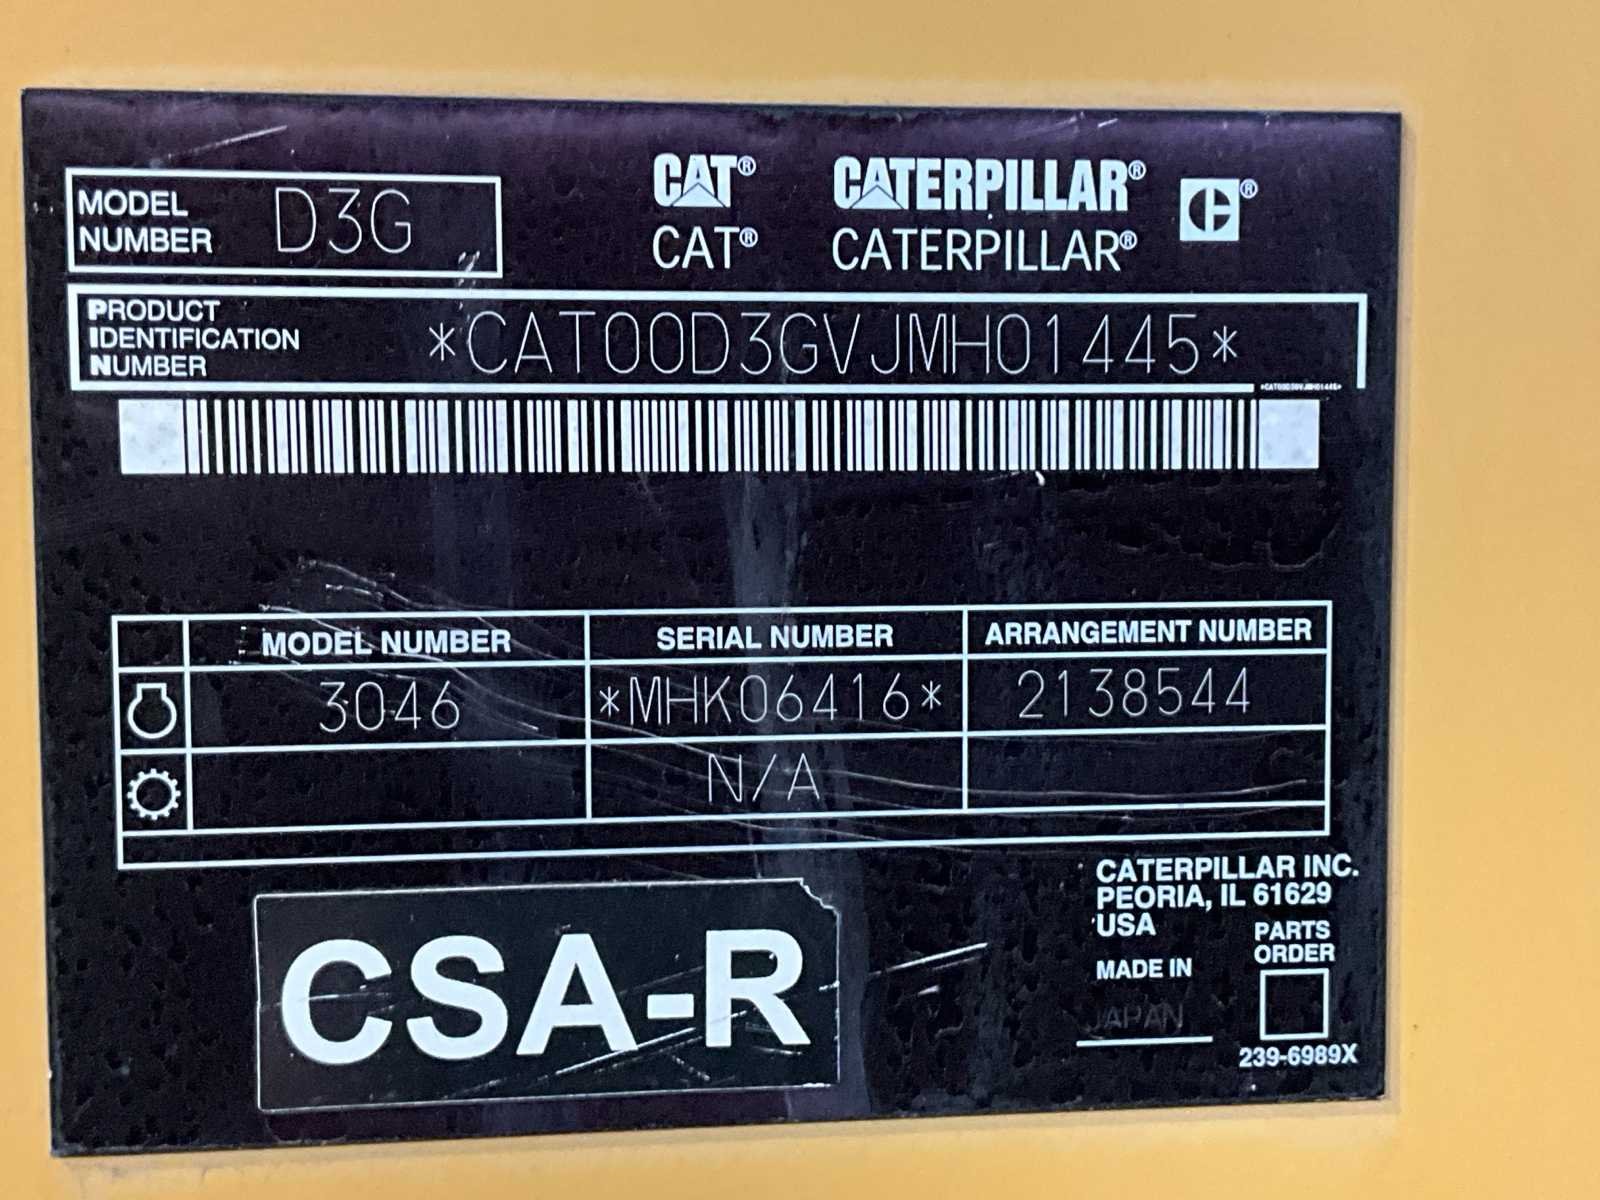 MODEL NUMBER D3G
CAT® CATERPILLAR® C®
CAT® CATERPILLAR®
PRODUCT
IDENTIFICATION
NUMBER
*CAT00D3GVJMH01445*
*CAT00D3GVJMH01445*
MODEL NUMBER SERIAL NUMBER ARRANGEMENT NUMBER
3046 *MHK06416* 2138544
N/A
CSA-R
CATERPILLAR INC.
PEORIA, IL 61629
USA
PARTS
ORDER
MADE IN
JAPAN
239-6989X